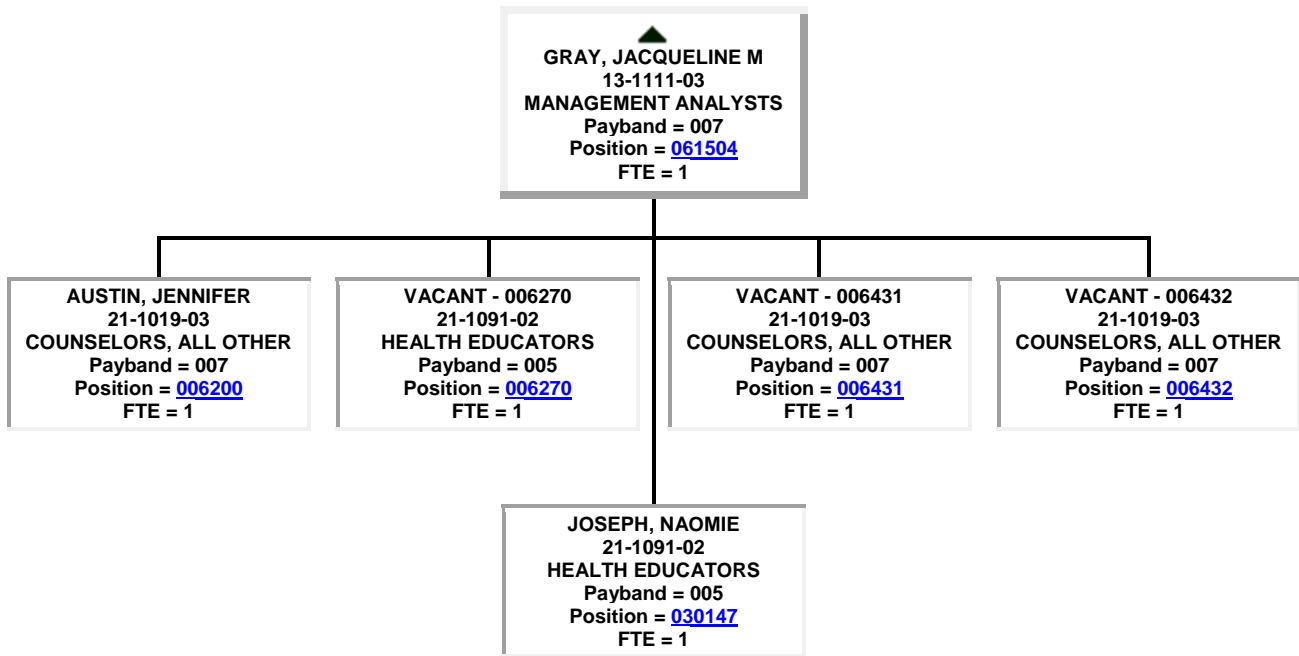 GRAY, JACQUELINE M
13-1111-03
MANAGEMENT ANALYSTS
Payband = 007
Position = 061504
FTE = 1
AUSTIN, JENNIFER
21-1019-03
COUNSELORS, ALL OTHER
Payband = 007
Position = 006200
FTE = 1
VACANT - 006270
21-1091-02
HEALTH EDUCATORS
Payband = 005
Position = 006270
FTE = 1
VACANT - 006431
21-1019-03
COUNSELORS, ALL OTHER
Payband = 007
Position = 006431
FTE = 1
VACANT - 006432
21-1019-03
COUNSELORS, ALL OTHER
Payband = 007
Position = 006432
FTE = 1
JOSEPH, NAOMIE
21-1091-02
HEALTH EDUCATORS
Payband = 005
Position = 030147
FTE = 1